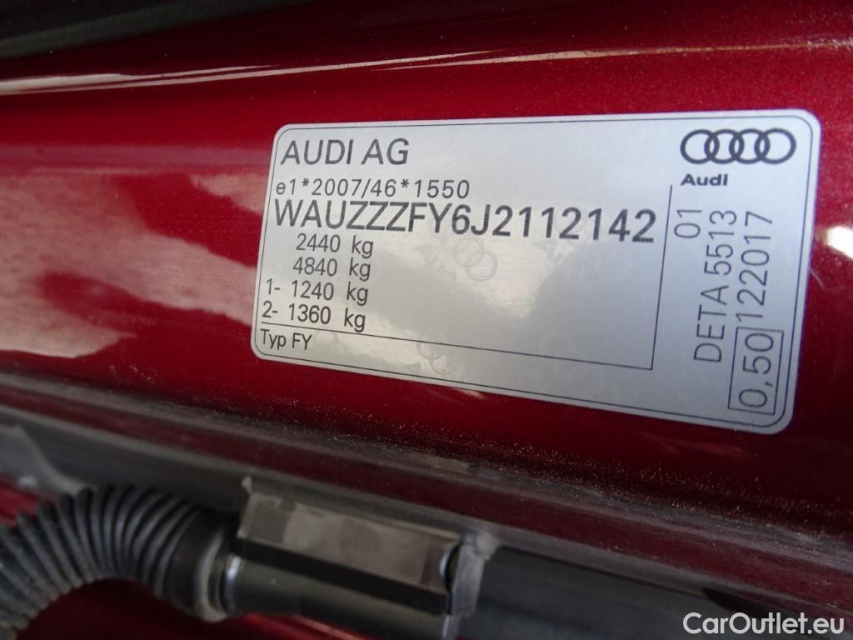 AUDI AG
e1*2007/46*1550
WAUZZZFY6J2112142
2440 kg
4840 kg
1- 1240 kg
2- 1360 kg
Typ FY
Audi
01
DETA 5513
122017
0,50
CarOutlet.eu